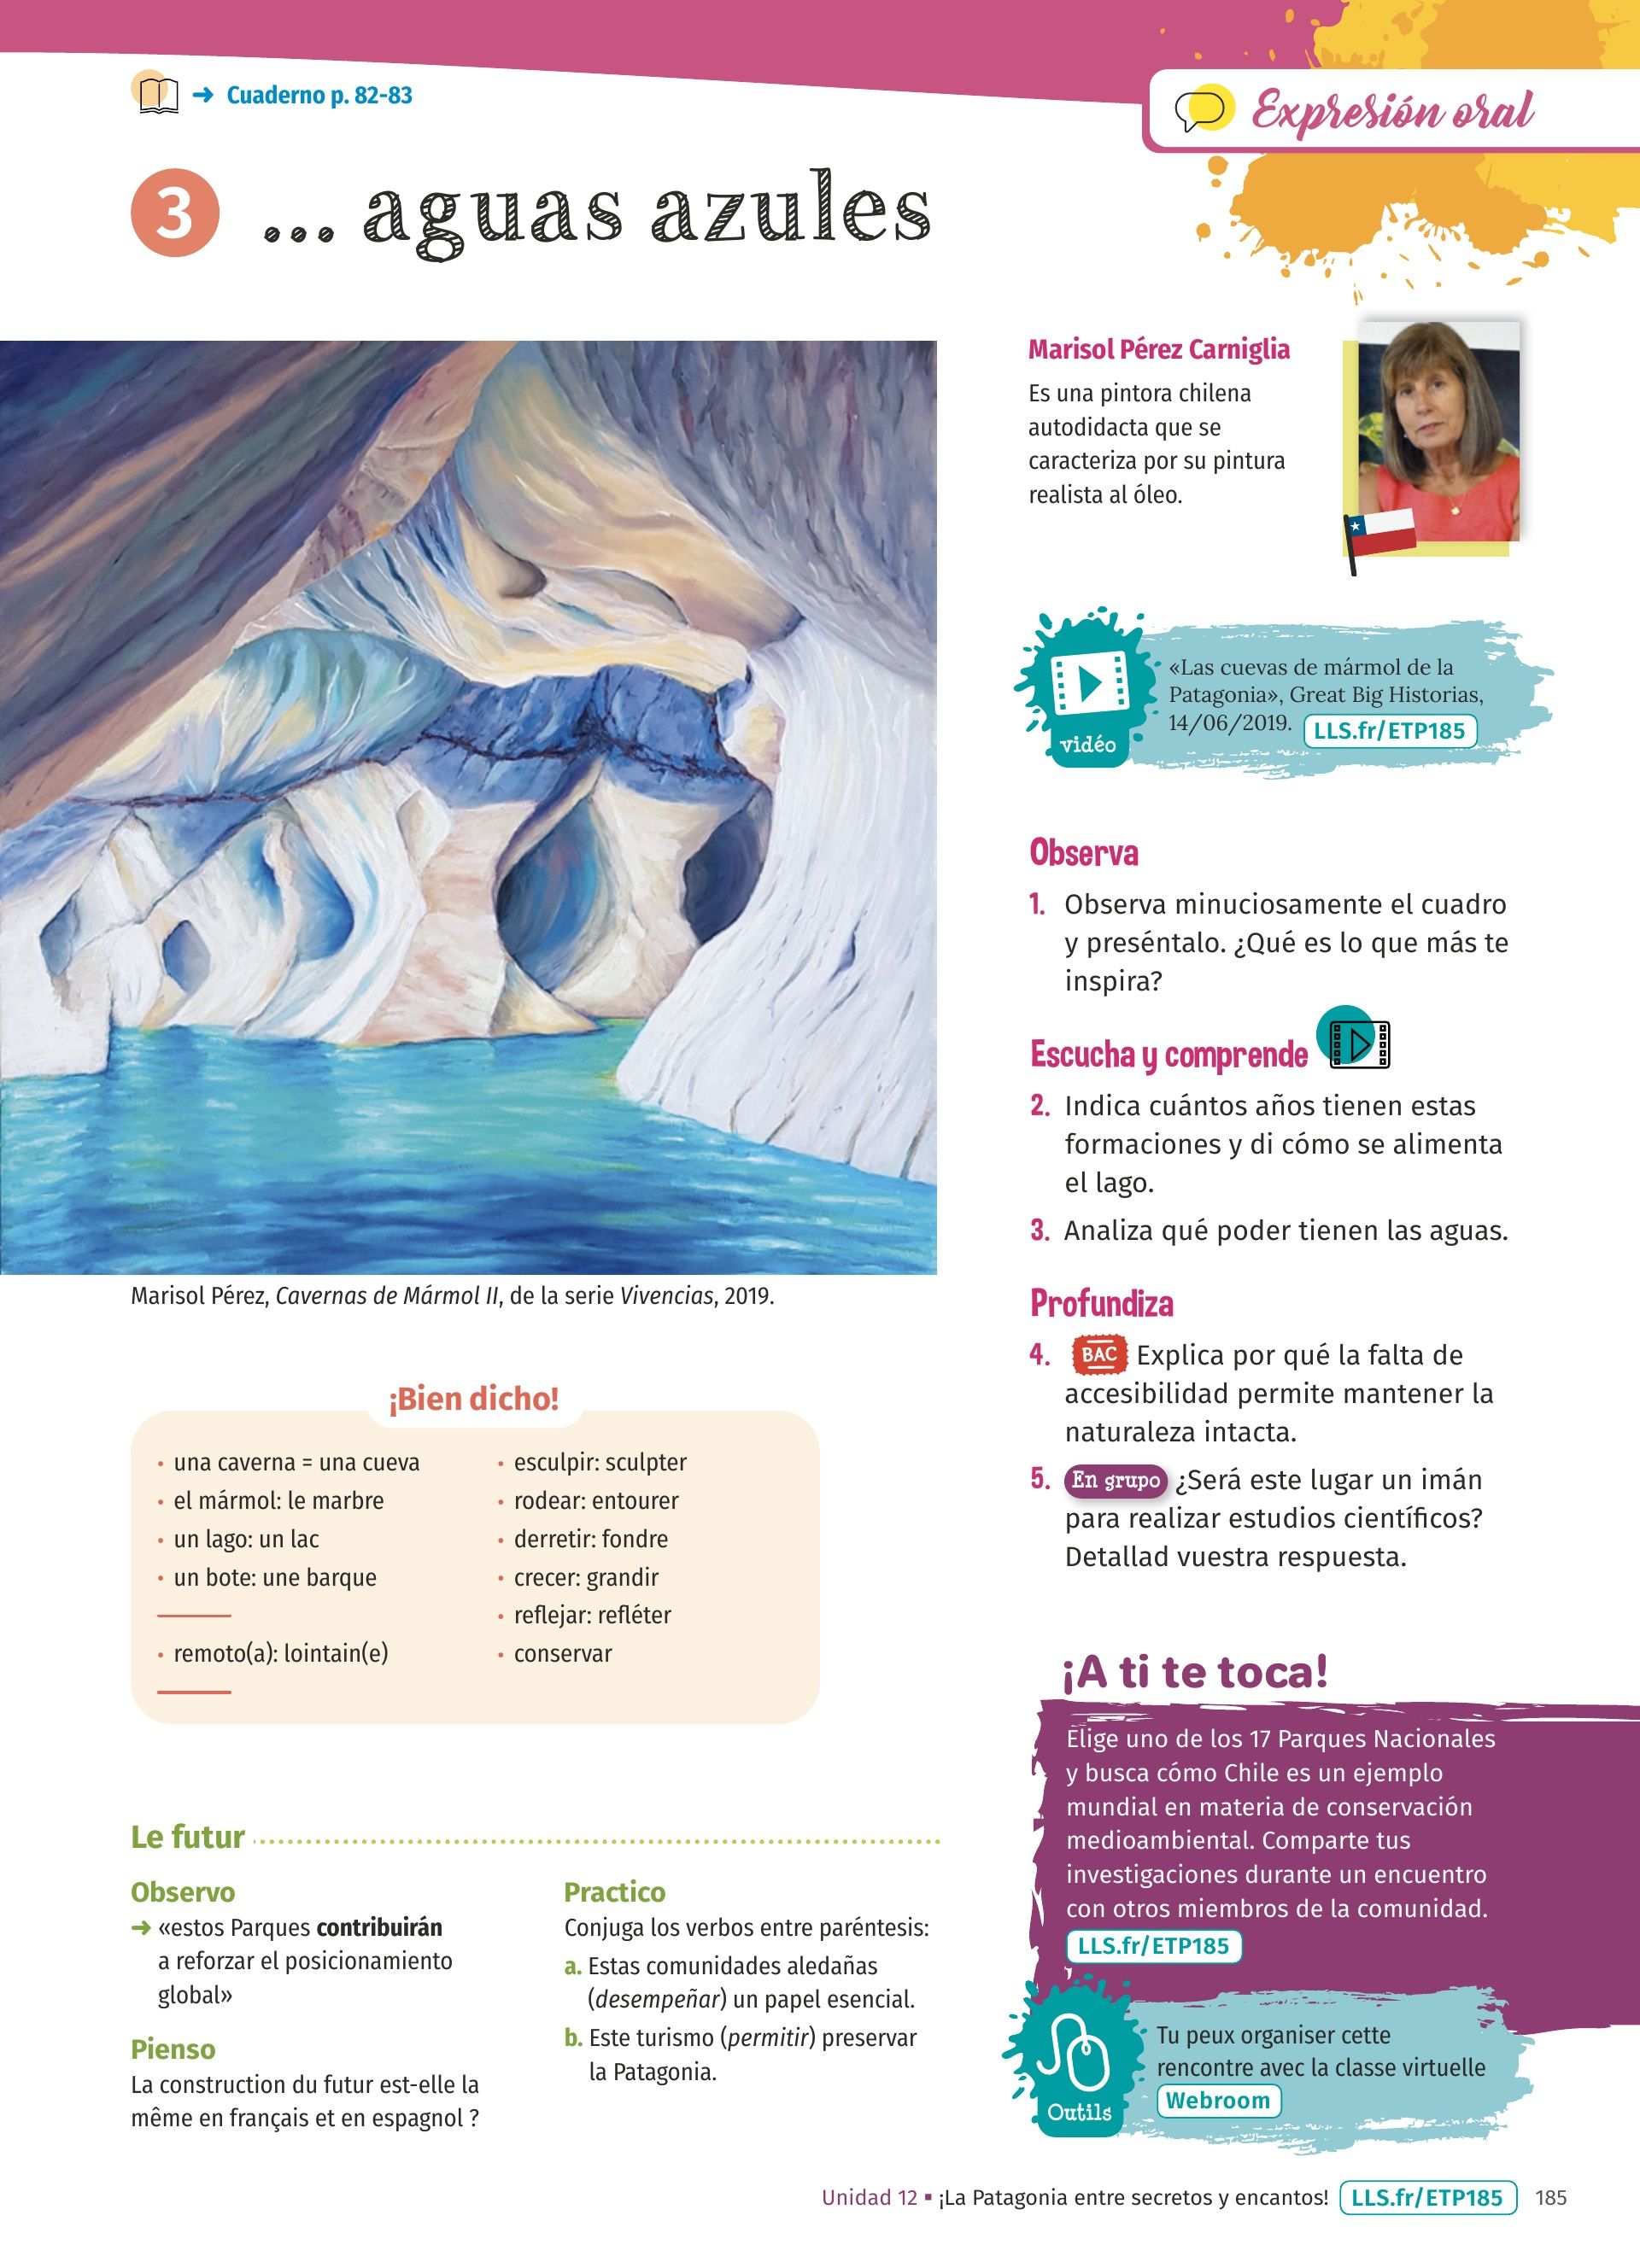 Cuaderno p. 82-83
Expresión oral
3 ... aguas azules
Marisol Pérez Carniglia
Es una pintora chilena
autodidacta que se
caracteriza por su pintura
realista al óleo.
«Las cuevas de mármol de la
Patagonia», Great Big Historias,
14/06/2019. LLS.fr/ETP185
vidéo
Observa
1. Observa minuciosamente el cuadro
y preséntalo. ¿Qué es lo que más te
inspira?
Escucha y comprende
2. Indica cuántos años tienen estas
formaciones y di cómo se alimenta
el lago.
3. Analiza qué poder tienen las aguas.
Profundiza
4. BAC Explica por qué la falta de
accesibilidad permite mantener la
naturaleza intacta.
5. En grupo ¿Será este lugar un imán
para realizar estudios científicos?
Detallad vuestra respuesta.
Marisol Pérez, Cavernas de Mármol II, de la serie Vivencias, 2019.
¡Bien dicho!
• una caverna = una cueva
• el mármol: le marbre
• un lago: un lac
• un bote: une barque
• remoto(a): lointain(e)
• esculpir: sculpter
• rodear: entourer
• derretir: fondre
• crecer: grandir
• reflejar: refléter
• conservar
Le futur
Observo
«estos Parques contribuirán
a reforzar el posicionamiento
global»
Pienso
La construction du futur est-elle la
même en français et en espagnol ?
Practico
Conjuga los verbos entre paréntesis:
a. Estas comunidades aledañas
(desempeñar) un papel esencial.
b. Este turismo (permitir) preservar
la Patagonia.
¡A ti te toca!
Elige uno de los 17 Parques Nacionales
y busca cómo Chile es un ejemplo
mundial en materia de conservación
medioambiental. Comparte tus
investigaciones durante un encuentro
con otros miembros de la comunidad.
LLS.fr/ETP185
Tu peux organiser cette
rencontre avec la classe virtuelle
Webroom
Outils
Unidad 12 ▪ ¡La Patagonia entre secretos y encantos! LLS.fr/ETP185 185